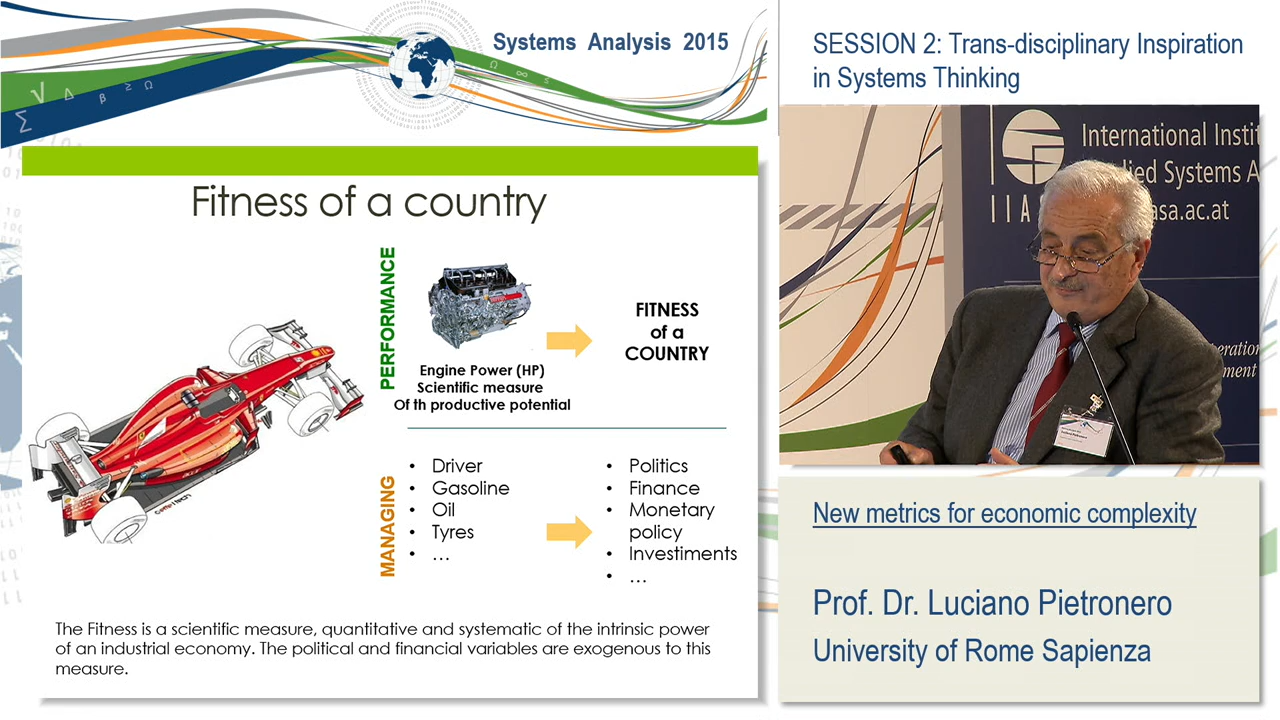 Systems Analysis 2015
SESSION 2: Trans-disciplinary Inspiration
in Systems Thinking
Fitness of a country
PERFORMANCE
Engine Power (HP)
Scientific measure
Of th productive potential
FITNESS
of a
COUNTRY
MANAGING
• Driver
• Gasoline
• Oil
• Tyres
• …
• Politics
• Finance
• Monetary
policy
• Investiments
• …
The Fitness is a scientific measure, quantitative and systematic of the intrinsic power
of an industrial economy. The political and financial variables are exogenous to this
measure.
International Instit
lied Systems A
IIA
asa.ac.at
New metrics for economic complexity
Prof. Dr. Luciano Pietronero
University of Rome Sapienza